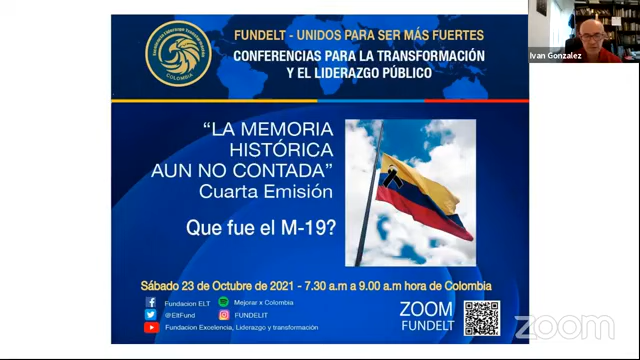 FUNDELT - UNIDOS PARA SER MÁS FUERTES
CONFERENCIAS PARA LA TRANSFORMACIÓN
Y EL LIDERAZGO PÚBLICO
COLOMBIA
Ivan Gonzalez
"LA MEMORIA
HISTÓRICA
AUN NO CONTADA"
Cuarta Emisión
Que fue el M-19?
Sábado 23 de Octubre de 2021 - 7.30 a.m a 9.00 a.m hora de Colombia
Fundacion ELT
Mejorar x Colombia
@EltFund
FUNDELIT
Fundacion Excelencia, Liderazgo y transformación
ZOOM
FUNDELT
zoom